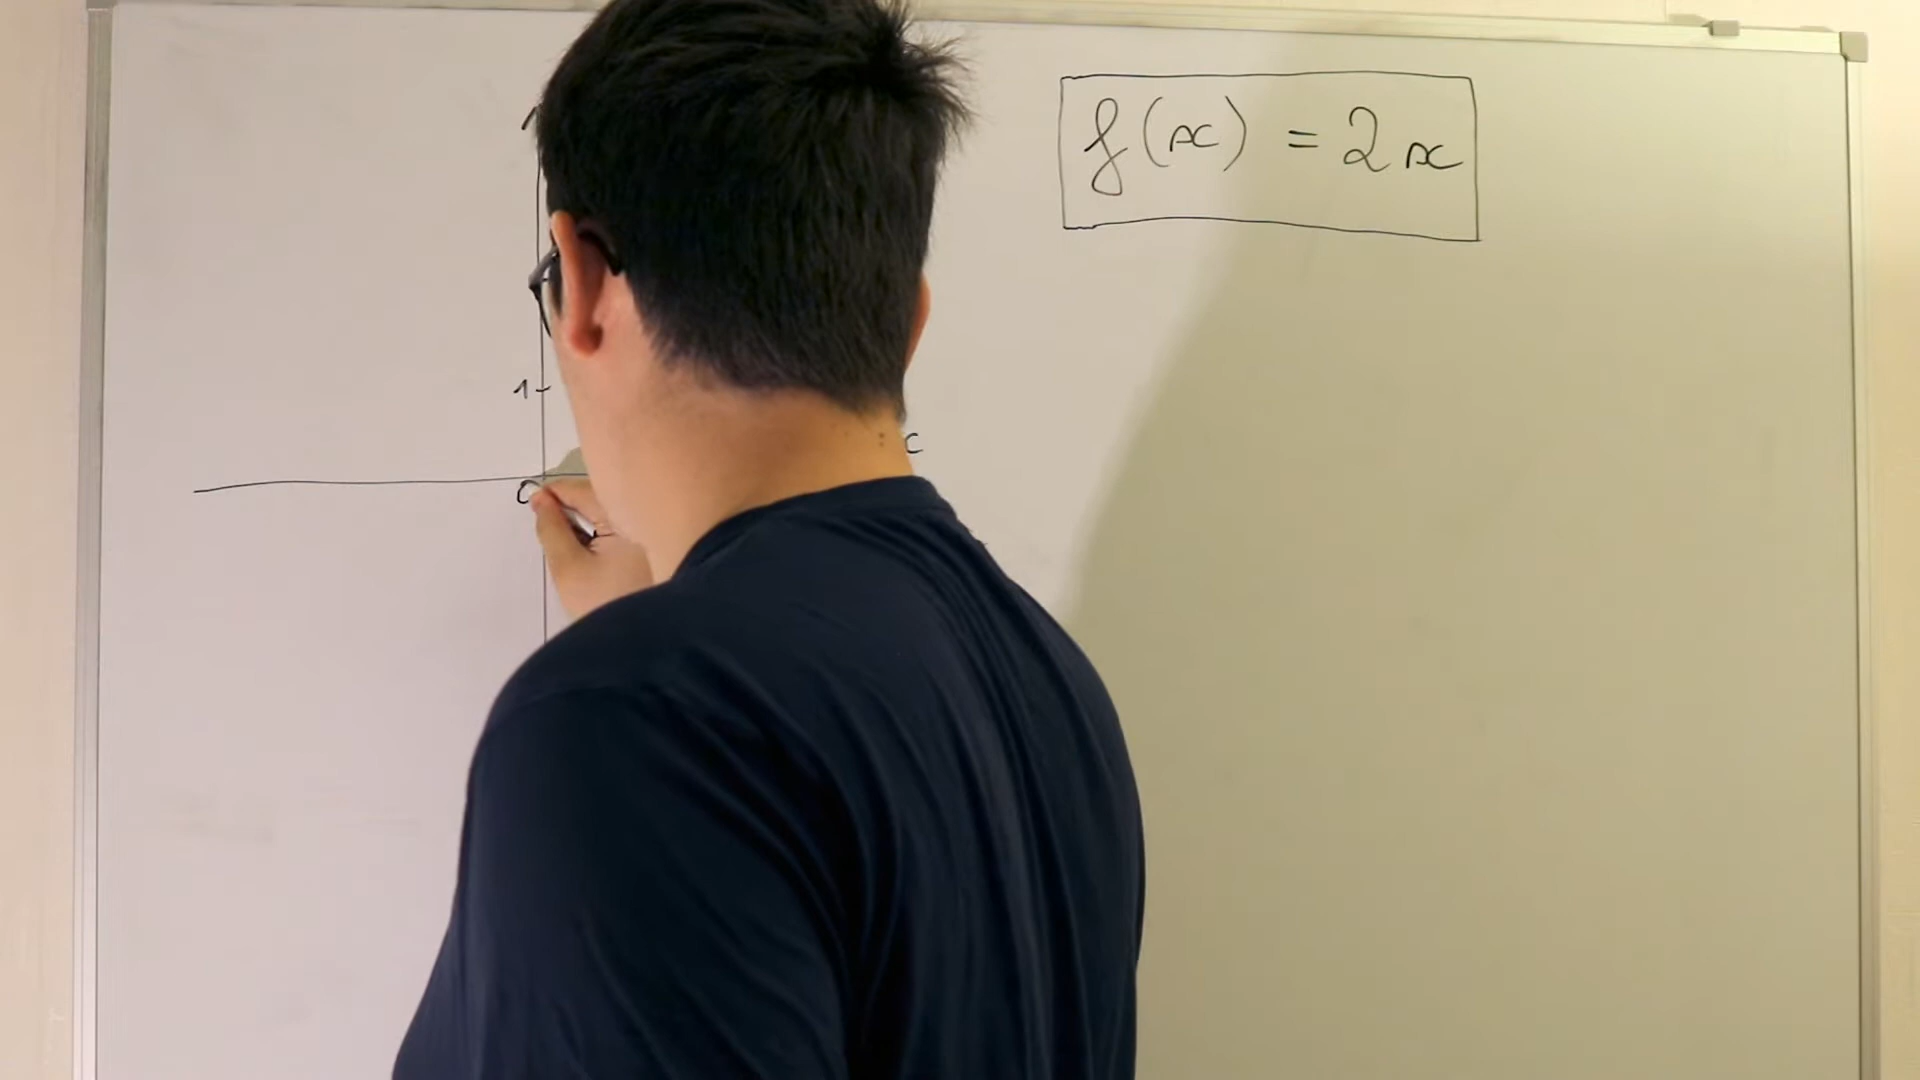 f(x) = 2x
1
0